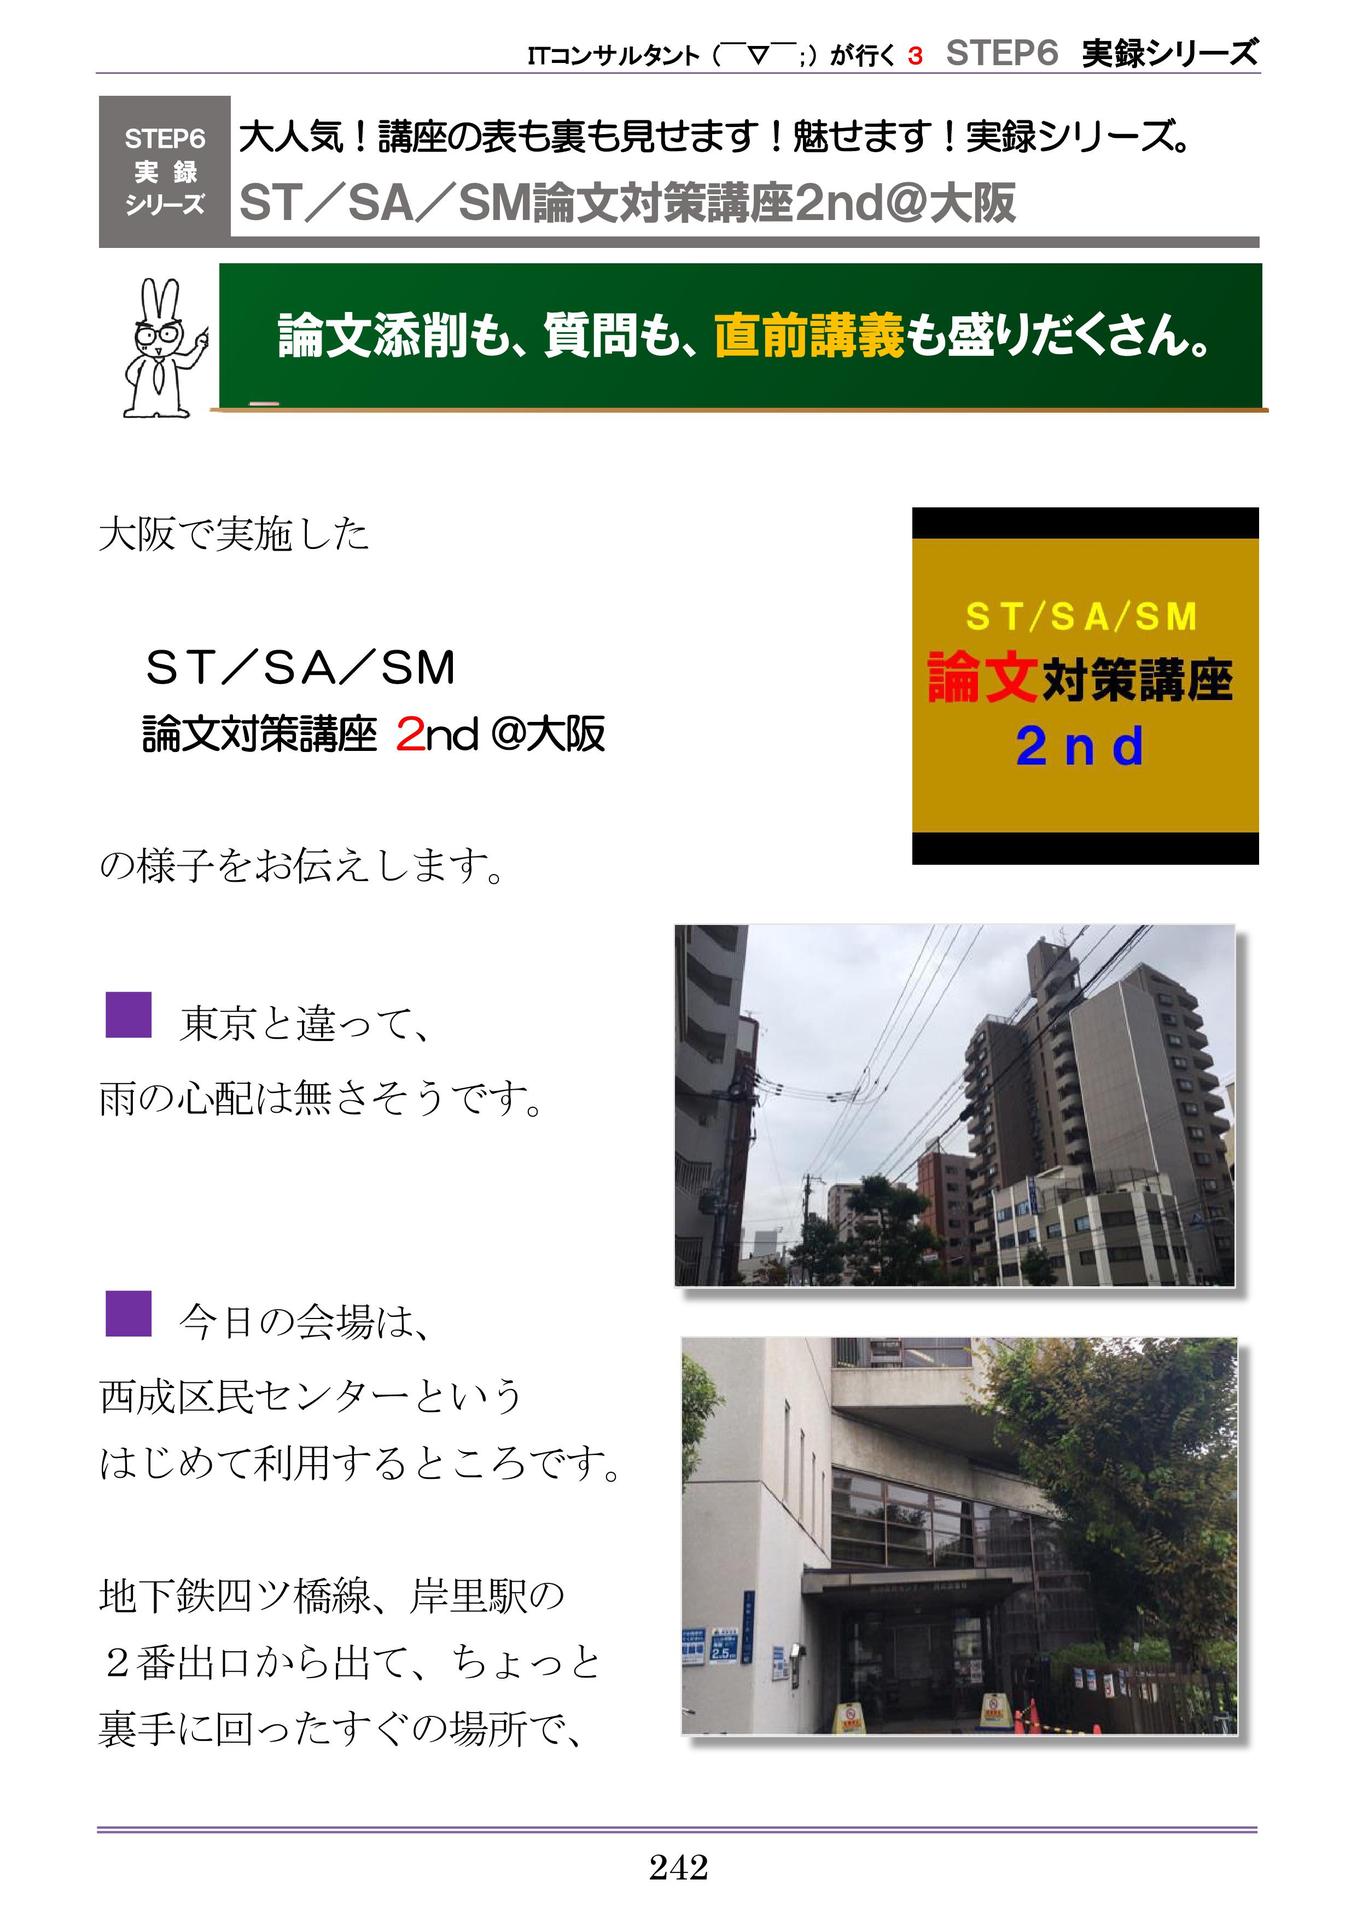 ITコンサルタント（￣▽￣;）が行く 3 STEP6 実録シリーズ
STEP6
実 録
シリーズ
大人気！講座の表も裏も見せます！魅せます！実録シリーズ。
ST／SA／SM論文対策講座2nd＠大阪
論文添削も、質問も、直前講義も盛りだくさん。
大阪で実施した
ＳＴ／ＳＡ／ＳＭ
論文対策講座 2nd ＠大阪
の様子をお伝えします。
ＳＴ/ＳＡ/ＳＭ
論文対策講座
２ｎｄ
■ 東京と違って、
雨の心配は無さそうです。
■ 今日の会場は、
西成区民センターという
はじめて利用するところです。
地下鉄四ツ橋線、岸里駅の
２番出口から出て、ちょっと
裏手に回ったすぐの場所で、
2.5
242